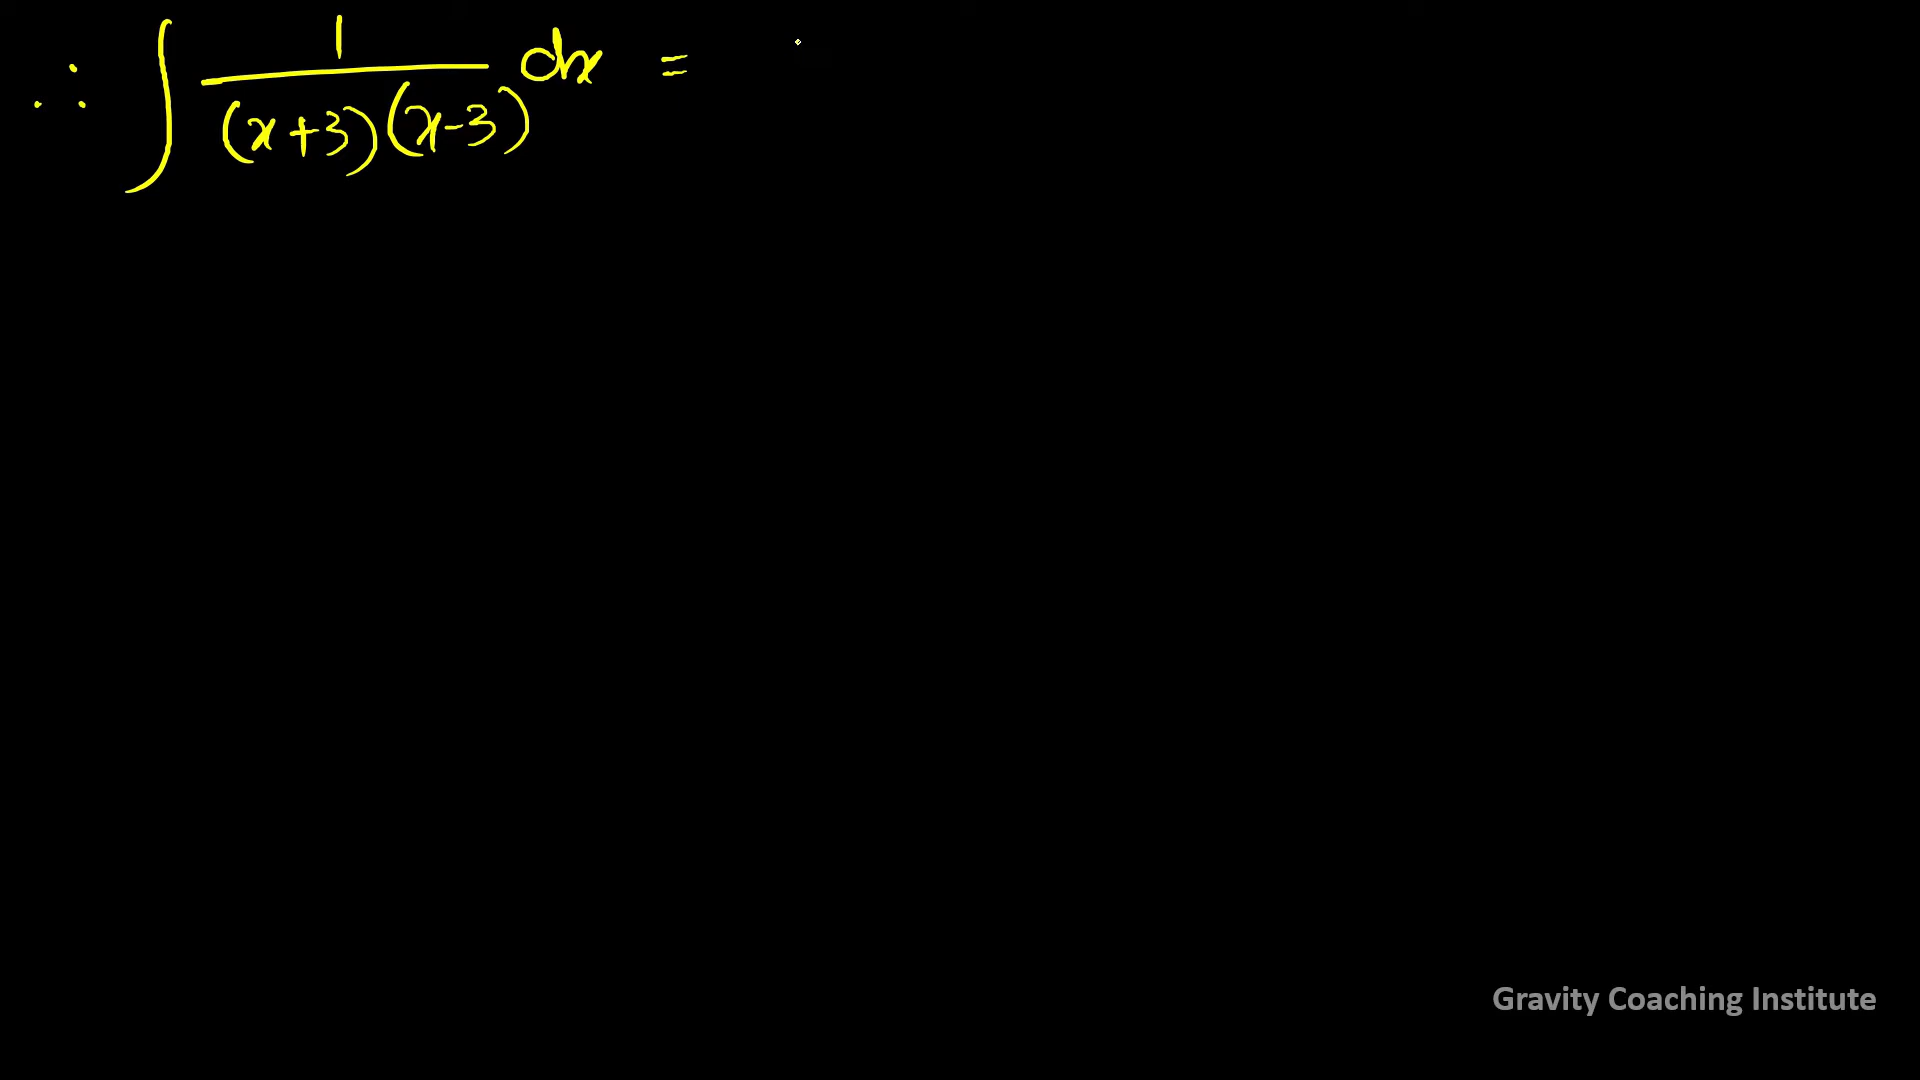 ∴ ∫ 1/((x+3)(x-3)) dx =
Gravity Coaching Institute